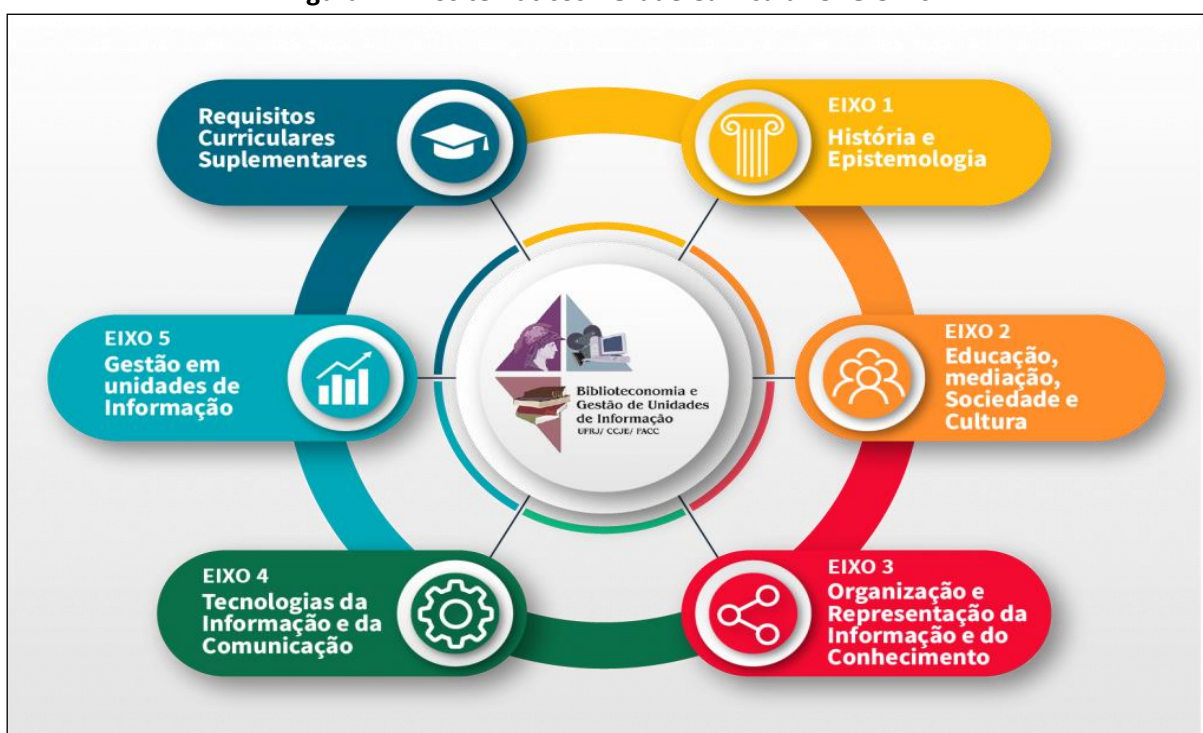 Requisitos
Curriculares
Suplementares
EIXO 1
História e
Epistemologia
EIXO 2
Educação,
mediação,
Sociedade e
Cultura
EIXO 3
Organização e
Representação da
Informação e do
Conhecimento
EIXO 4
Tecnologias da
Informação e da
Comunicação
EIXO 5
Gestão em
unidades de
Informação
Biblioteconomia e
Gestão de Unidades
de Informação
UFRJ/ CCJE/ FACC